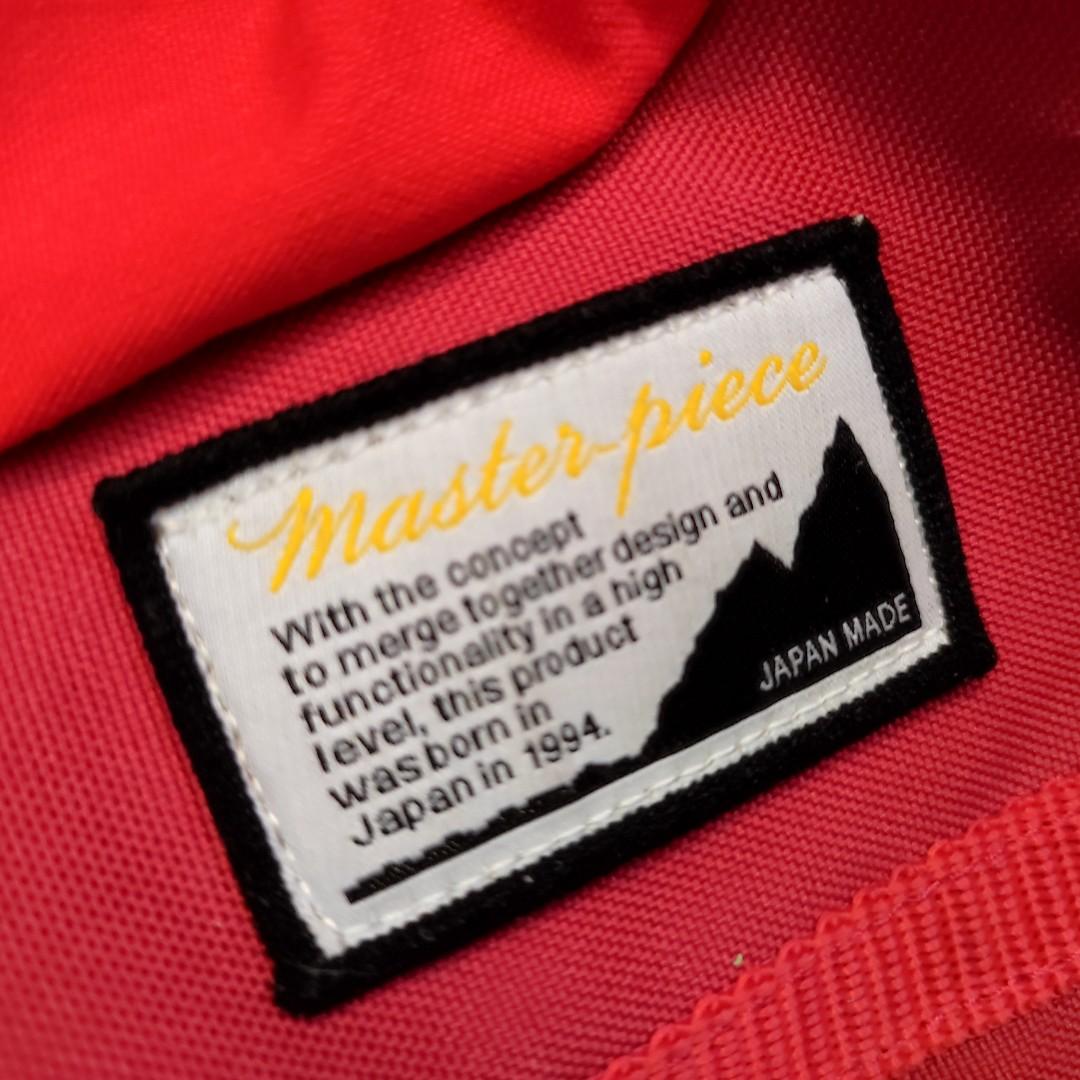 Master-piece
With the concept
to merge together design and
functionality in a high
level, this product
was born in
Japan in 1994.
JAPAN MADE